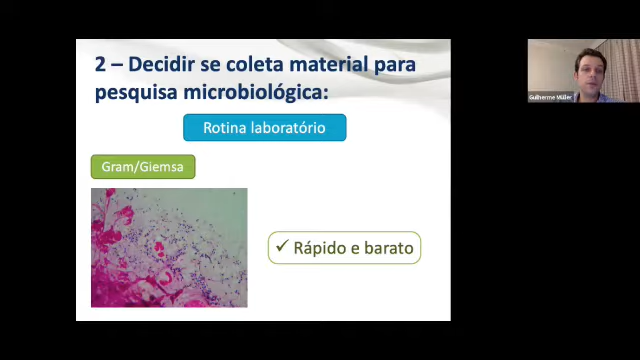 2 – Decidir se coleta material para
pesquisa microbiológica:
Rotina laboratório
Gram/Giemsa
✓ Rápido e barato
Guilherme Müller